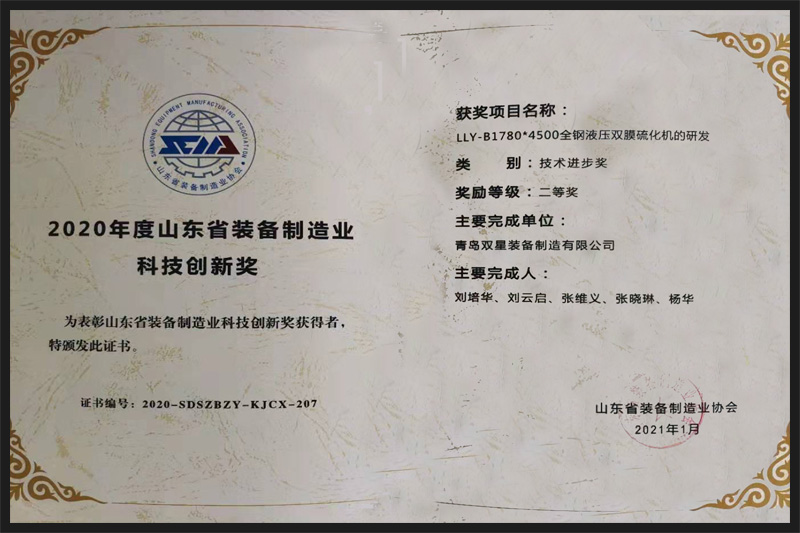 SHANDONG EQUIPMENT MANUFACTURING ASSOCIATION
SEMA
山东省装备制造业协会
2020年度山东省装备制造业
科技创新奖
为表彰山东省装备制造业科技创新奖获得者，
特颁发此证书。
证书编号：2020-SDSZBZY-KJCX-207
获奖项目名称：
LLY-B1780*4500全钢液压双膜硫化机的研发
类 别：技术进步奖
奖励等级：二等奖
主要完成单位：
青岛双星装备制造有限公司
主要完成人：
刘培华、刘云启、张维义、张晓琳、杨华
山东省装备制造业协会
2021年1月